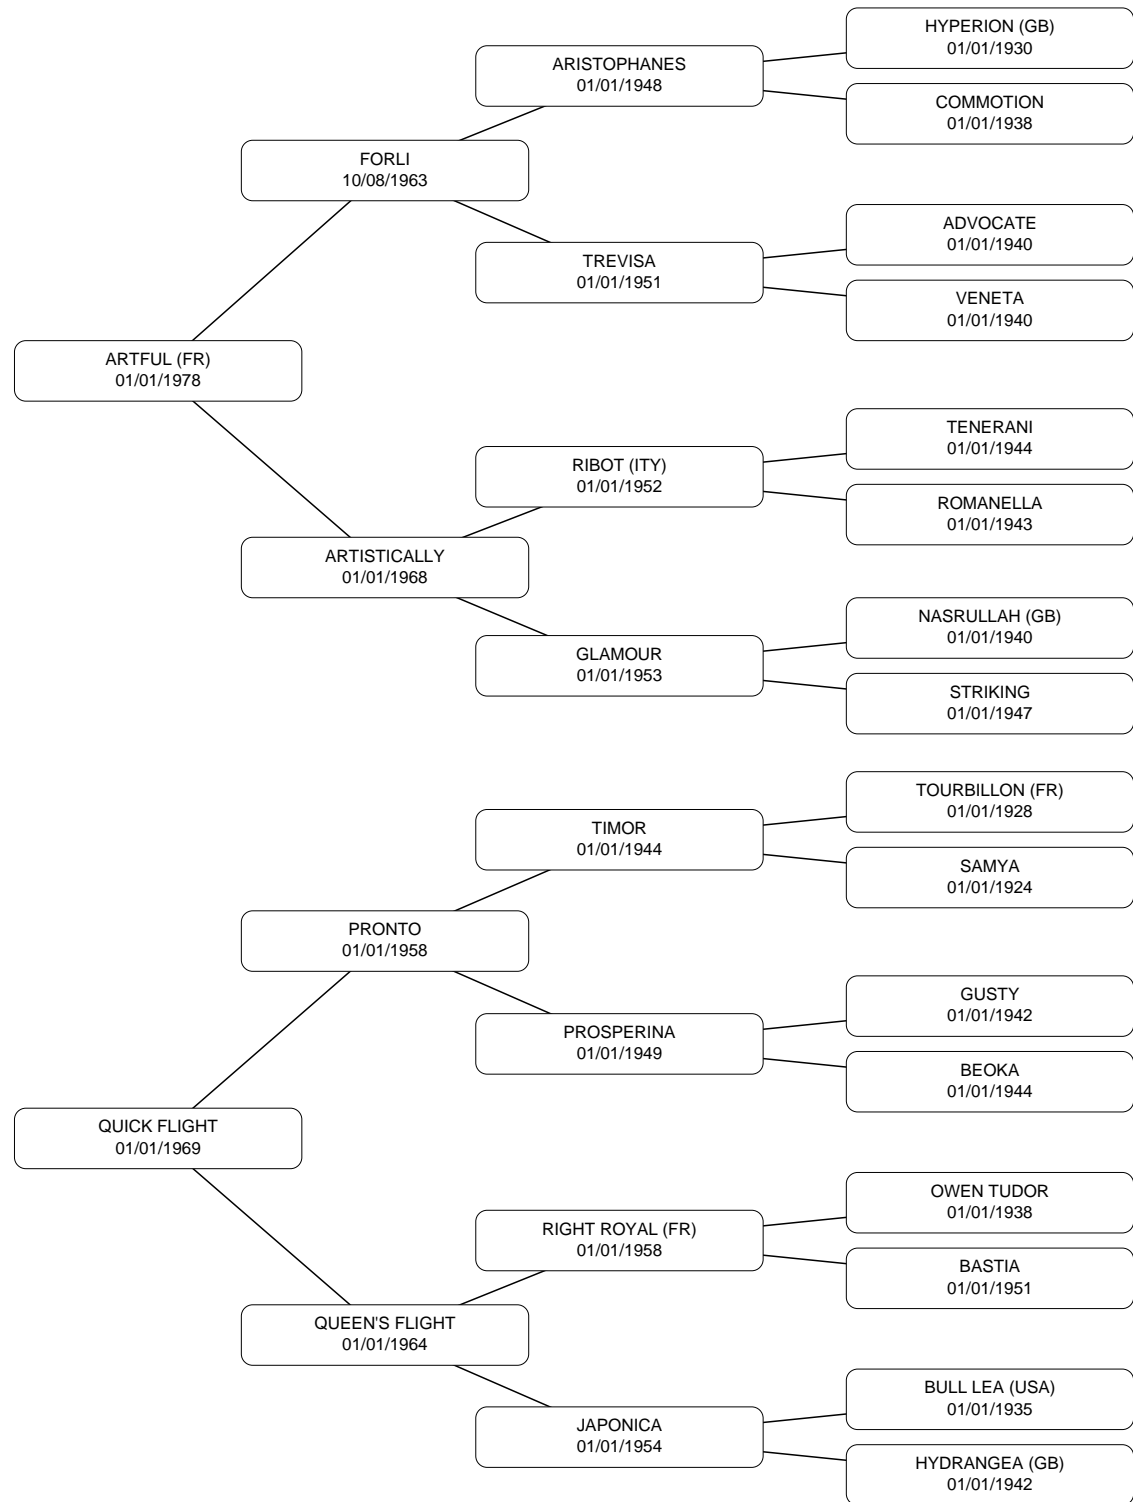 HYPERION (GB)
01/01/1930
ARISTOPHANES
01/01/1948
COMMOTION
01/01/1938
FORLI
10/08/1963
ADVOCATE
01/01/1940
TREVISA
01/01/1951
VENETA
01/01/1940
ARTFUL (FR)
01/01/1978
TENERANI
01/01/1944
RIBOT (ITY)
01/01/1952
ROMANELLA
01/01/1943
ARTISTICALLY
01/01/1968
NASRULLAH (GB)
01/01/1940
GLAMOUR
01/01/1953
STRIKING
01/01/1947
TOURBILLON (FR)
01/01/1928
TIMOR
01/01/1944
SAMYA
01/01/1924
PRONTO
01/01/1958
GUSTY
01/01/1942
PROSPERINA
01/01/1949
BEOKA
01/01/1944
QUICK FLIGHT
01/01/1969
OWEN TUDOR
01/01/1938
RIGHT ROYAL (FR)
01/01/1958
BASTIA
01/01/1951
QUEEN'S FLIGHT
01/01/1964
BULL LEA (USA)
01/01/1935
JAPONICA
01/01/1954
HYDRANGEA (GB)
01/01/1942